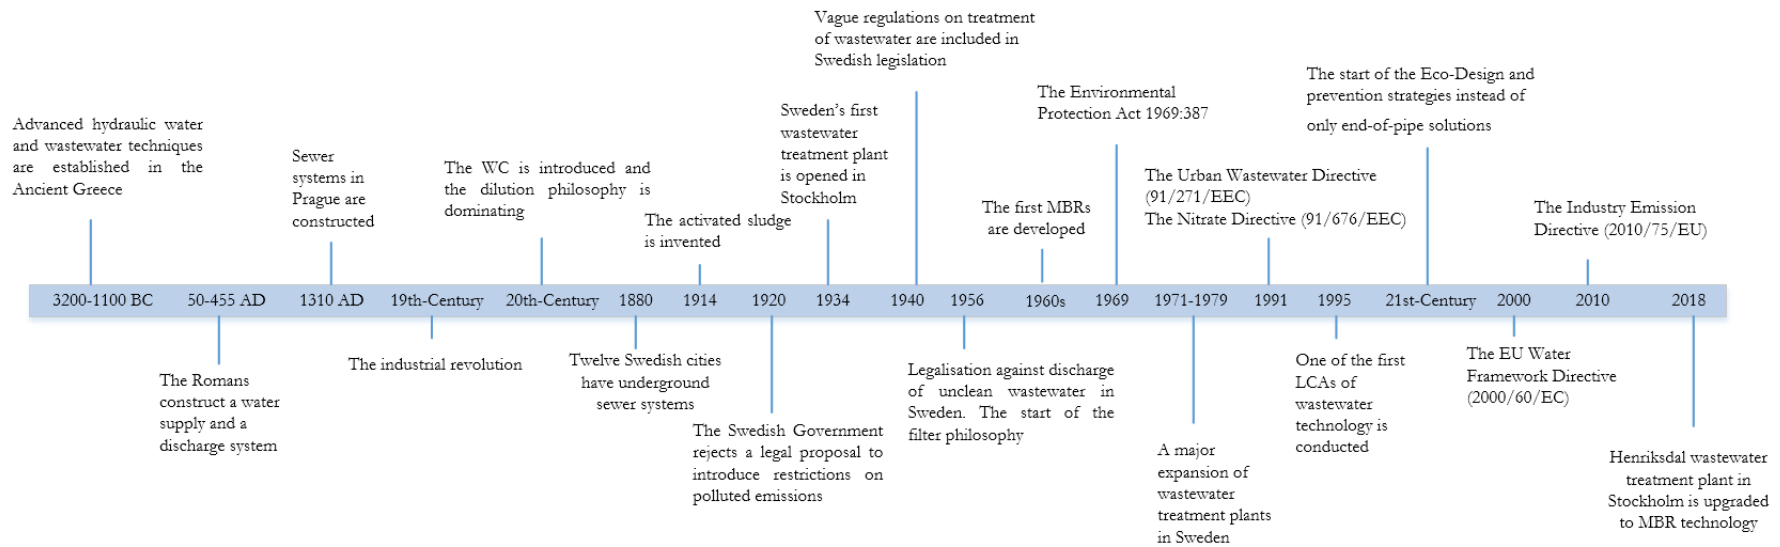 Vague regulations on treatment
of wastewater are included in
Swedish legislation
The start of the Eco-Design and
prevention strategies instead of
only end-of-pipe solutions
The Environmental
Protection Act 1969:387
Sweden's first
wastewater
treatment plant
is opened in
Stockholm
Advanced hydraulic water
and wastewater techniques
are established in the
Ancient Greece
Sewer
systems in
Prague are
constructed
The WC is introduced and
the dilution philosophy is
dominating
The activated sludge
is invented
The first MBRs
are developed
The Urban Wastewater Directive
(91/271/EEC)
The Nitrate Directive (91/676/EEC)
The Industry Emission
Directive (2010/75/EU)
3200-1100 BC 50-455 AD 1310 AD 19th-Century 20th-Century 1880 1914 1920 1934 1940 1956 1960s 1969 1971-1979 1991 1995 21st-Century 2000 2010 2018
The Romans
construct a water
supply and a
discharge system
The industrial revolution
Twelve Swedish cities
have underground
sewer systems
The Swedish Government
rejects a legal proposal to
introduce restrictions on
polluted emissions
Legalisation against discharge
of unclean wastewater in
Sweden. The start of the
filter philosophy
A major
expansion of
wastewater
treatment plants
in Sweden
One of the first
LCAs of
wastewater
technology is
conducted
The EU Water
Framework Directive
(2000/60/EC)
Henriksdal wastewater
treatment plant in
Stockholm is upgraded
to MBR technology